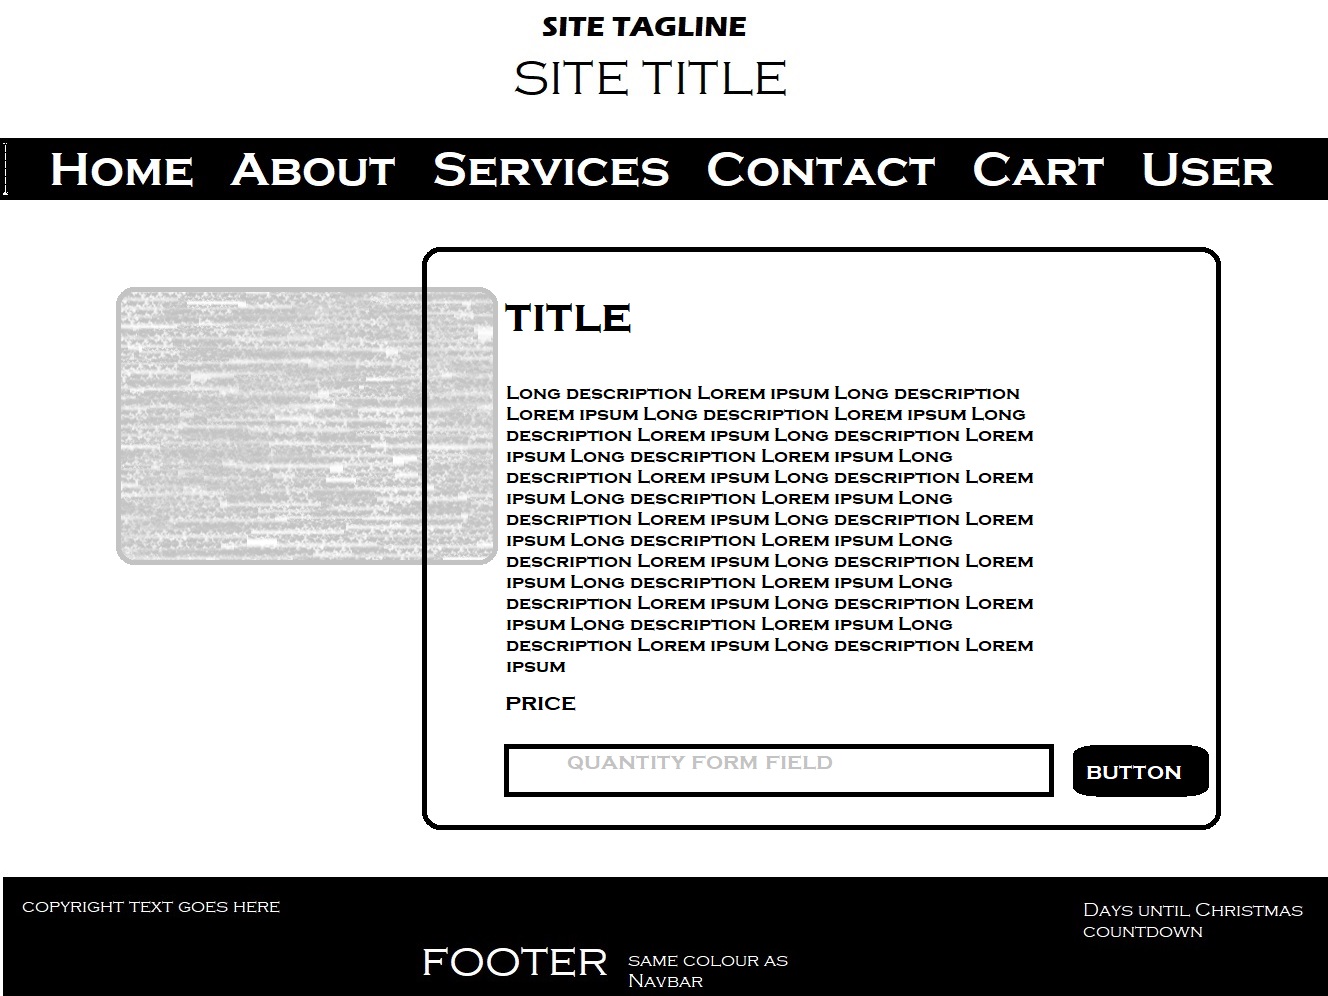 SITE TAGLINE
SITE TITLE
Home About Services Contact Cart User
TITLE
Long description Lorem ipsum Long description
Lorem ipsum Long description Lorem ipsum Long
description Lorem ipsum Long description Lorem
ipsum Long description Lorem ipsum Long
description Lorem ipsum Long description Lorem
ipsum Long description Lorem ipsum Long
description Lorem ipsum Long description Lorem
ipsum Long description Lorem ipsum Long
description Lorem ipsum Long description Lorem
ipsum Long description Lorem ipsum Long
description Lorem ipsum Long description Lorem
ipsum Long description Lorem ipsum Long
description Lorem ipsum Long description Lorem
ipsum
PRICE
QUANTITY FORM FIELD
BUTTON
copyright text goes here
Days until Christmas
countdown
FOOTER
same colour as
Navbar